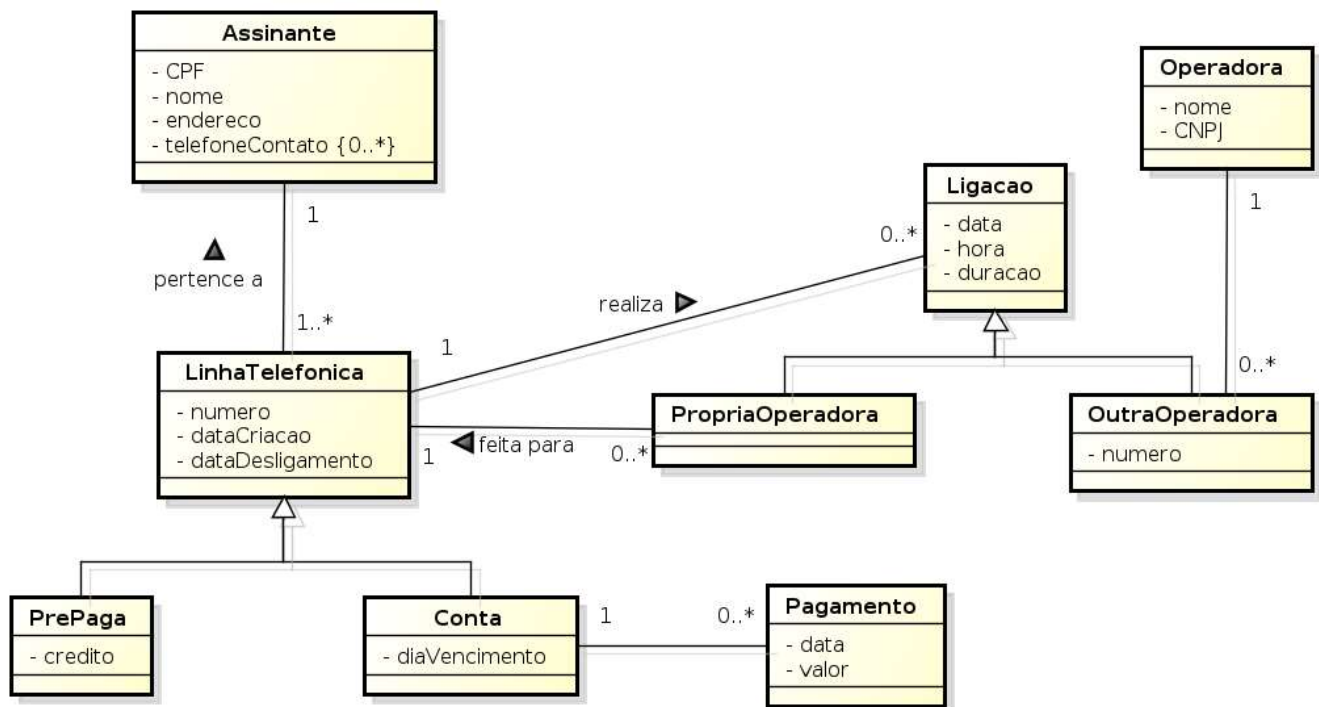 Assinante
- CPF
- nome
- endereco
- telefoneContato {0..*}
Operadora
- nome
- CNPJ
Ligacao
- data
- hora
- duracao
1
pertence a
1..*
0..*
realiza
1
1
0..*
LinhaTelefonica
- numero
- dataCriacao
- dataDesligamento
1
feita para
0..*
PropriaOperadora
OutraOperadora
- numero
PrePaga
- credito
Conta
- diaVencimento
1
0..*
Pagamento
- data
- valor